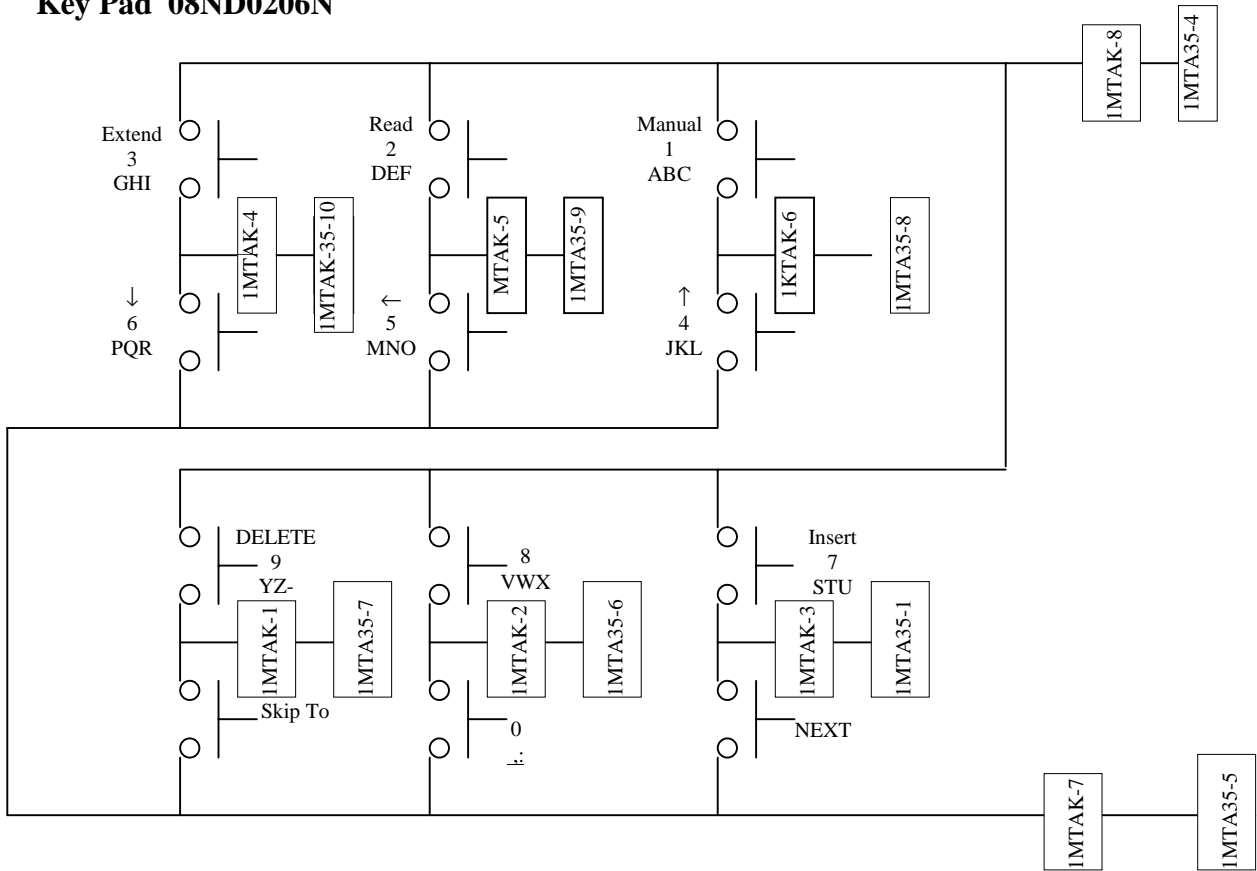 Key Pad 08ND0206N
1MTAK-8
1MTA35-4
Extend
3
GHI
Read
2
DEF
Manual
1
ABC
1MTAK-4
1MTAK-35-10
MTAK-5
1MTA35-9
1KTAK-6
1MTA35-8
↓
6
PQR
←
5
MNO
↑
4
JKL
DELETE
9
YZ-
8
VWX
Insert
7
STU
1MTAK-1
1MTA35-7
1MTAK-2
1MTA35-6
1MTAK-3
1MTA35-1
Skip To
0
.,:
NEXT
1MTAK-7
1MTA35-5